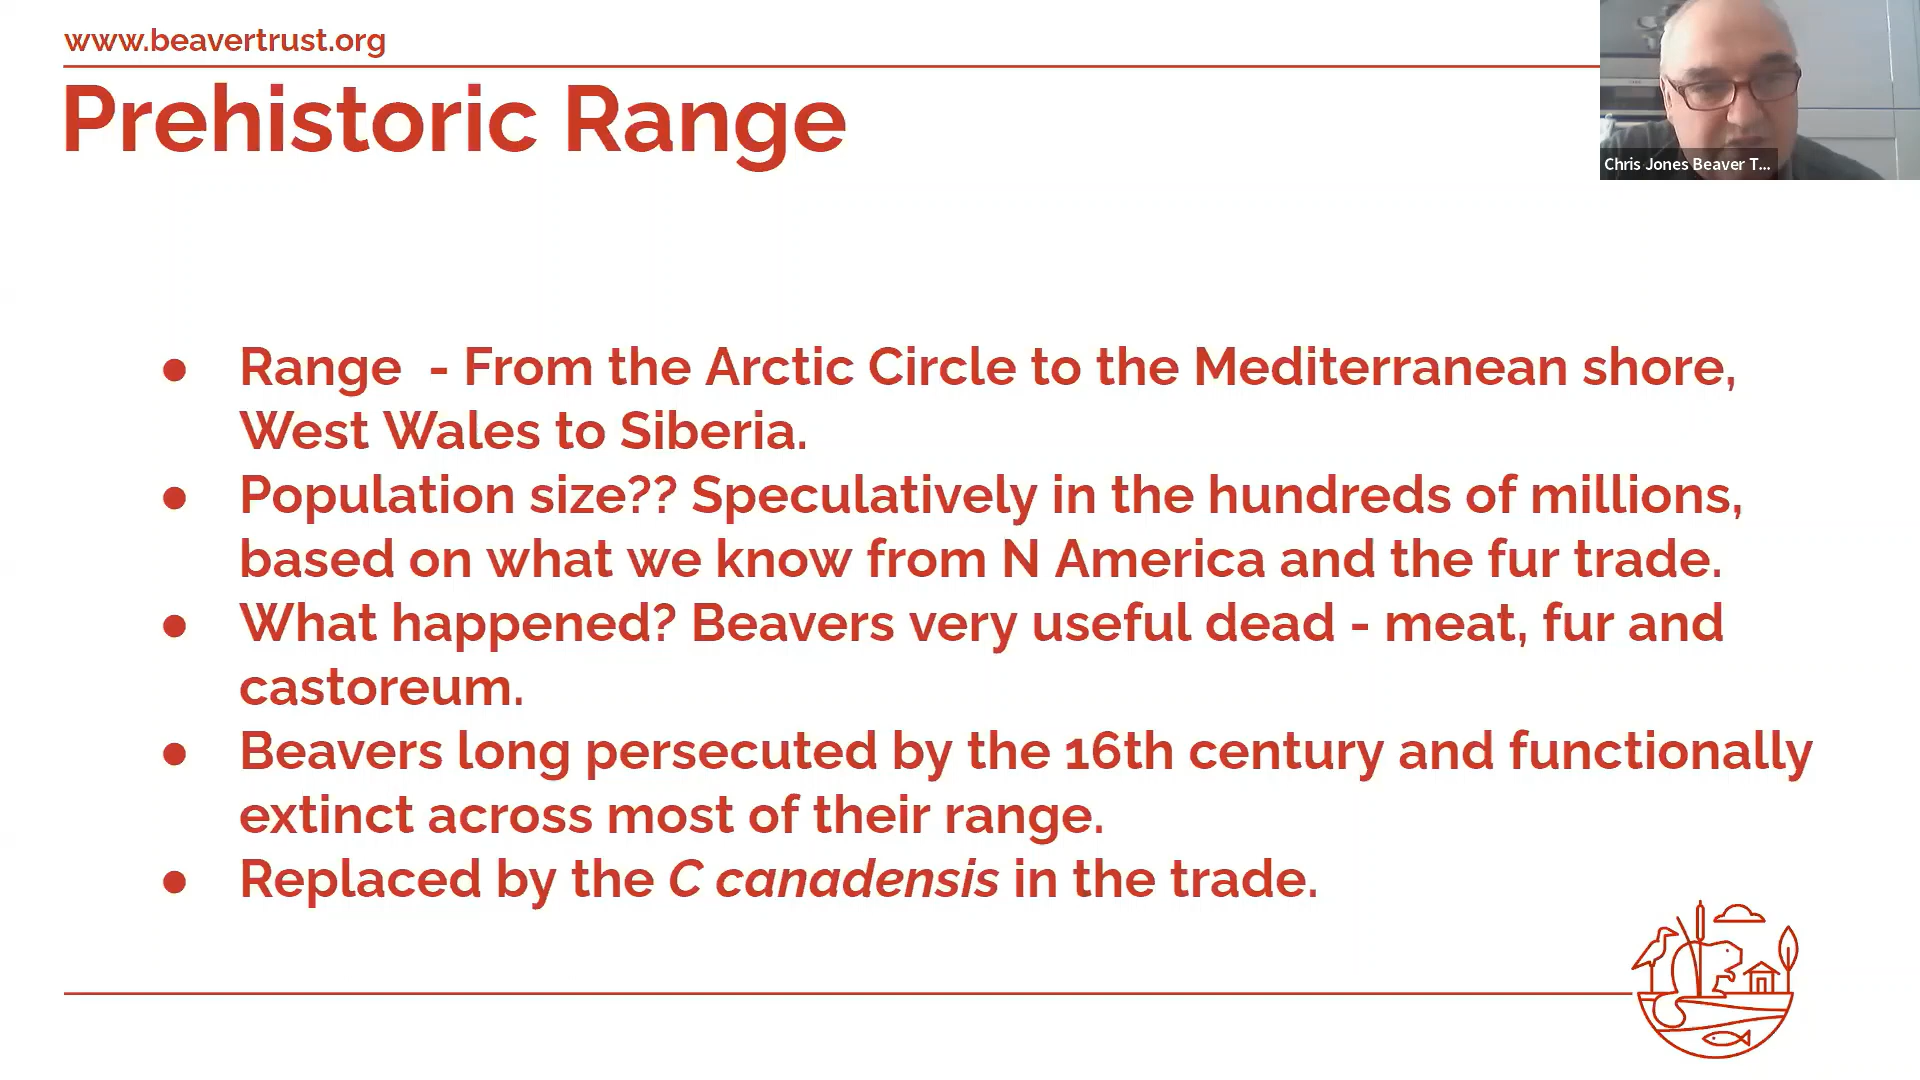 www.beavertrust.org
Prehistoric Range
Chris Jones Beaver T...
● Range - From the Arctic Circle to the Mediterranean shore,
West Wales to Siberia.
● Population size?? Speculatively in the hundreds of millions,
based on what we know from N America and the fur trade.
● What happened? Beavers very useful dead - meat, fur and
castoreum.
● Beavers long persecuted by the 16th century and functionally
extinct across most of their range.
● Replaced by the C canadensis in the trade.